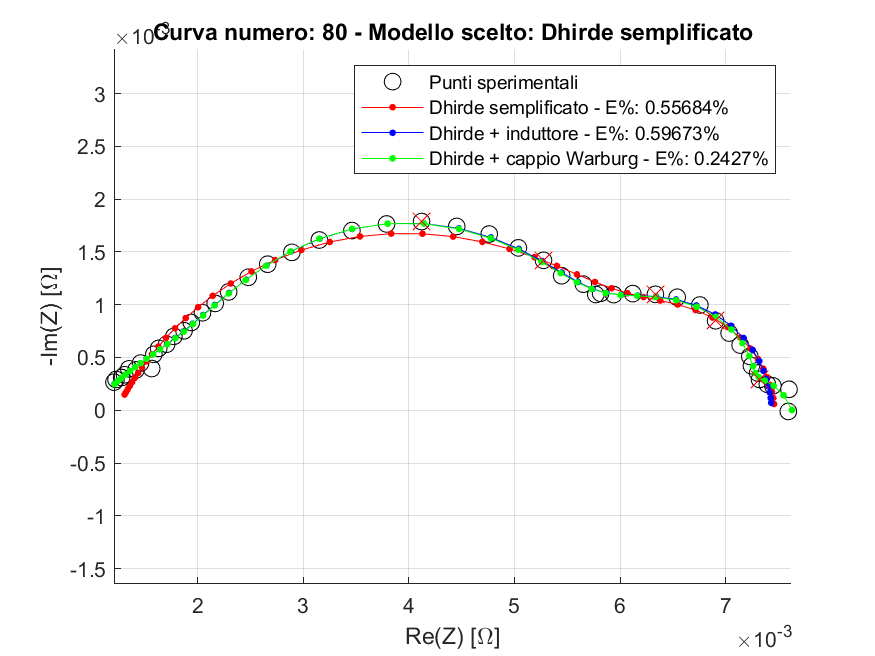 ×10⁻³
Curva numero: 80 - Modello scelto: Dhirde semplificato
Punti sperimentali
Dhirde semplificato - E%: 0.55684%
Dhirde + induttore - E%: 0.59673%
Dhirde + cappio Warburg - E%: 0.2427%
3
2.5
2
1.5
1
0.5
0
-0.5
-1
-1.5
-Im(Z) [Ω]
2 3 4 5 6 7
Re(Z) [Ω]
×10⁻³